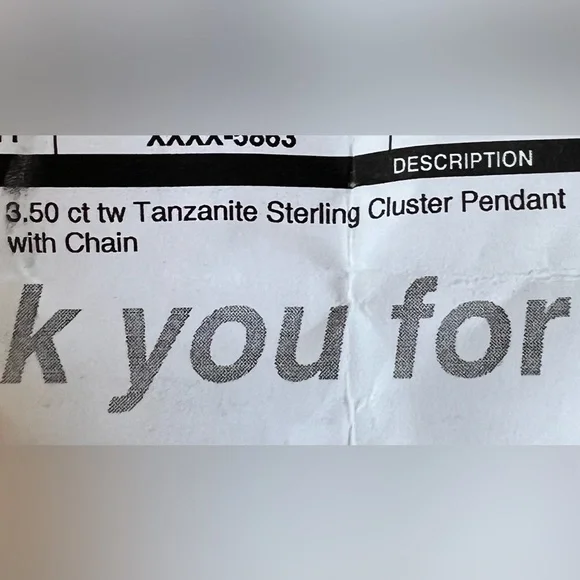 XXXX-5863
DESCRIPTION
3.50 ct tw Tanzanite Sterling Cluster Pendant
with Chain
k you for